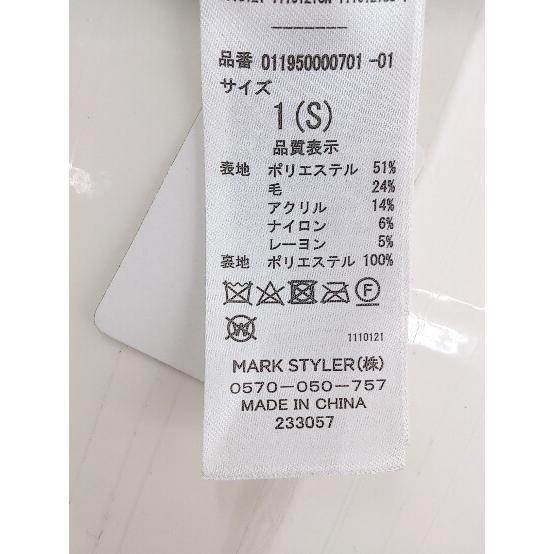 品番 011950000701 -01
サイズ
1(S)
品質表示
表地 ポリエステル 51%
毛 24%
アクリル 14%
ナイロン 6%
レーヨン 5%
裏地 ポリエステル 100%
F
W
1110121
MARK STYLER(株)
0570-050-757
MADE IN CHINA
233057